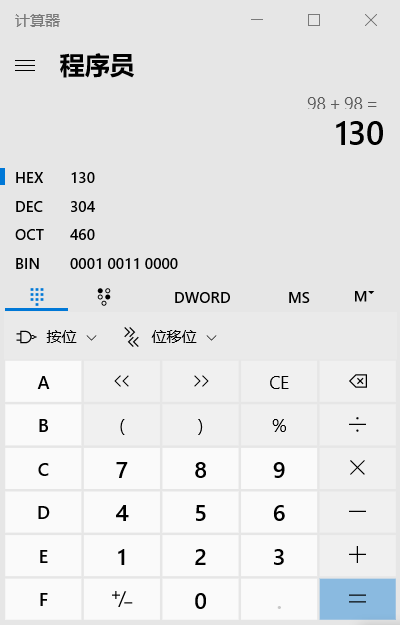 计算器
程序员
98 + 98 =
130
HEX 130
DEC 304
OCT 460
BIN 0001 0011 0000
DWORD MS M
按位 位移位
A << >> CE
B ( ) % ÷
C 7 8 9 ×
D 4 5 6 −
E 1 2 3 +
F +/− 0 . =